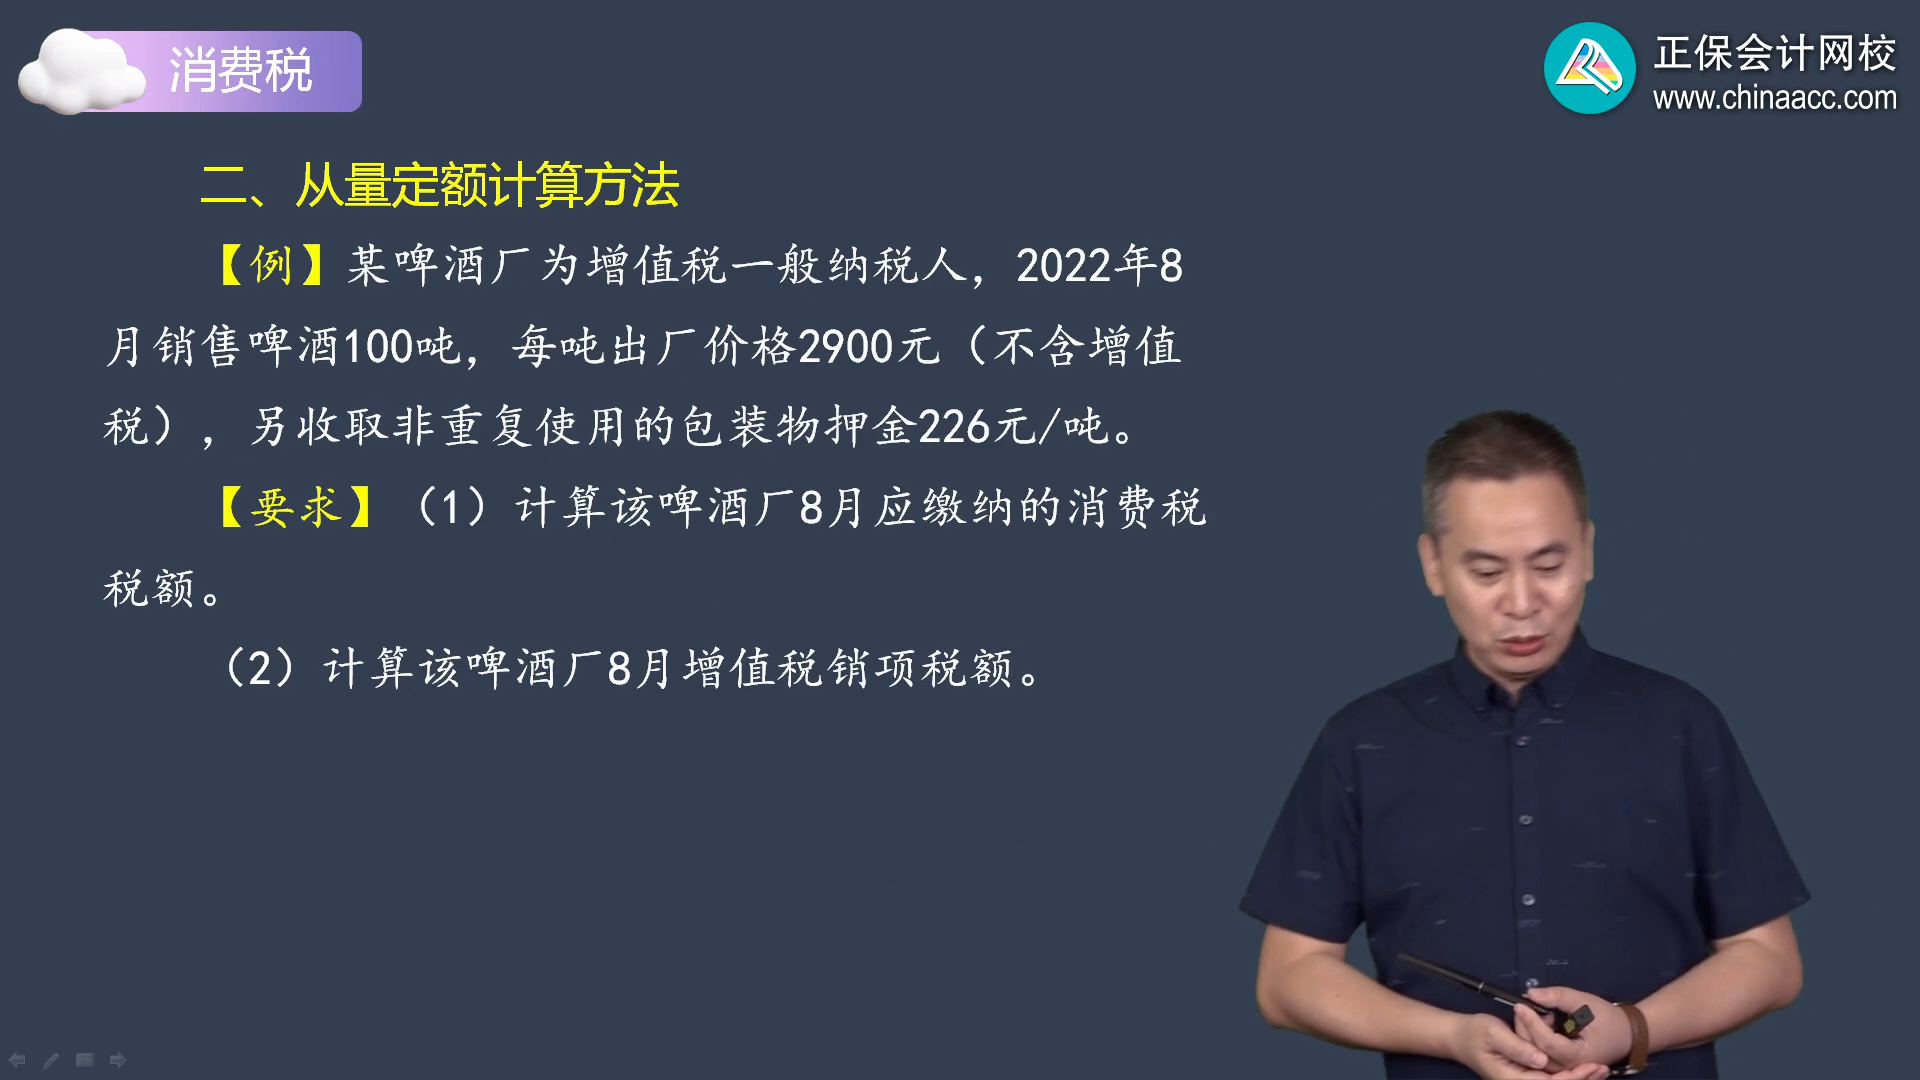 消费税
正保会计网校
www.chinaacc.com
二、从量定额计算方法
【例】某啤酒厂为增值税一般纳税人，2022年8
月销售啤酒100吨，每吨出厂价格2900元（不含增值
税），另收取非重复使用的包装物押金226元/吨。
【要求】（1）计算该啤酒厂8月应缴纳的消费税
税额。
（2）计算该啤酒厂8月增值税销项税额。